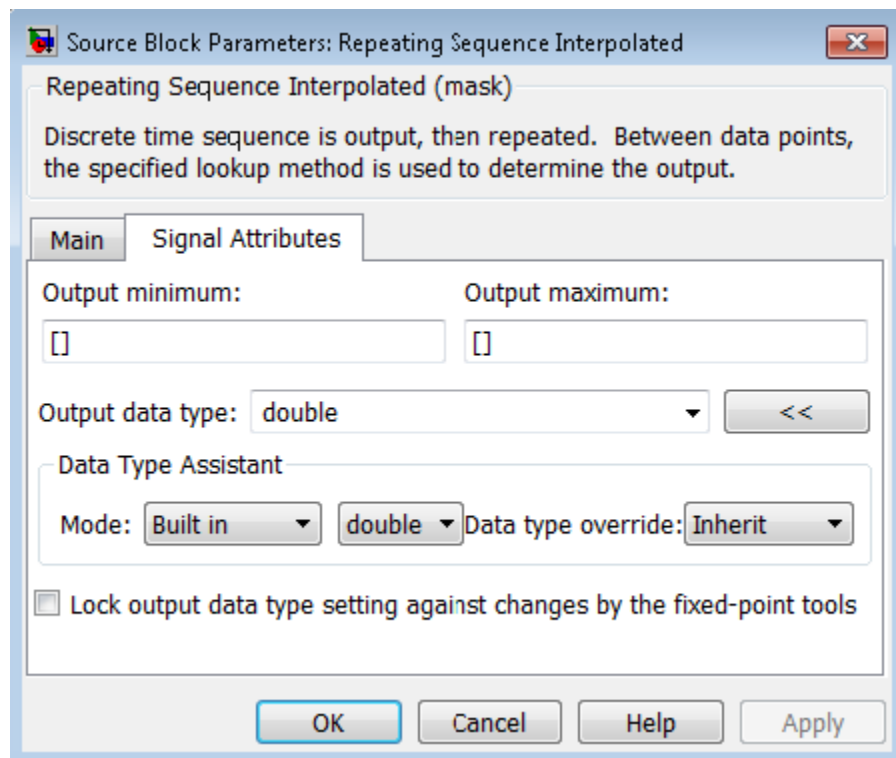 Source Block Parameters: Repeating Sequence Interpolated
Repeating Sequence Interpolated (mask)
Discrete time sequence is output, then repeated. Between data points,
the specified lookup method is used to determine the output.
Main Signal Attributes
Output minimum: Output maximum:
[] []
Output data type: double <<
Data Type Assistant
Mode: Built in double Data type override: Inherit
Lock output data type setting against changes by the fixed-point tools
OK Cancel Help Apply